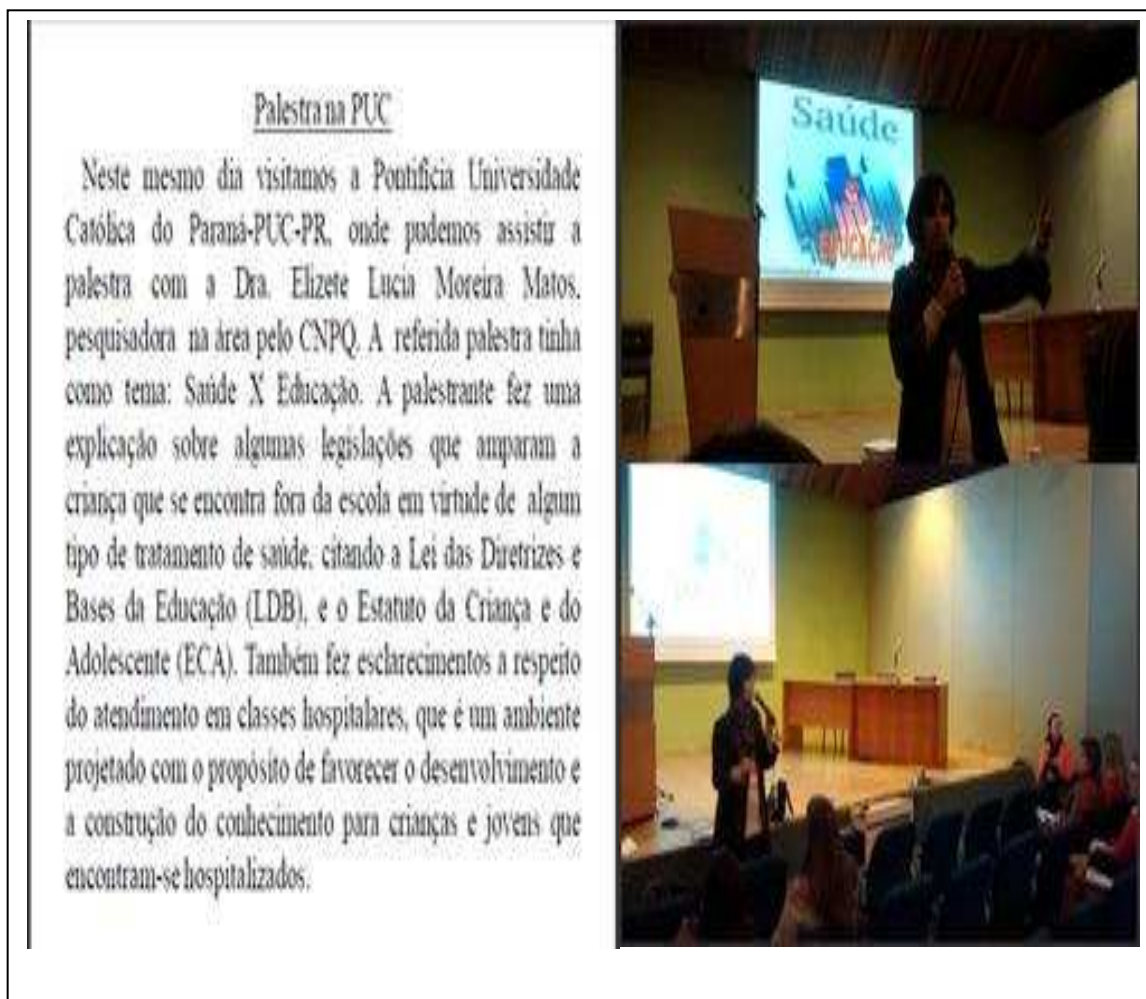 Palestra na PUC
Neste mesmo dia visitamos a Pontifícia Universidade
Católica do Paraná-PUC-PR, onde pudemos assistir a
palestra com a Dra. Elizete Lucia Moreira Matos,
pesquisadora na área pelo CNPQ. A referida palestra tinha
como tema: Saúde X Educação. A palestrante fez uma
explicação sobre algumas legislações que amparam a
criança que se encontra fora da escola em virtude de algum
tipo de tratamento de saúde, citando a Lei das Diretrizes e
Bases da Educação (LDB), e o Estatuto da Criança e do
Adolescente (ECA). Também fez esclarecimentos a respeito
do atendimento em classes hospitalares, que é um ambiente
projetado com o propósito de favorecer o desenvolvimento e
a construção do conhecimento para crianças e jovens que
encontram-se hospitalizados.
Saúde
EDUCAÇÃO